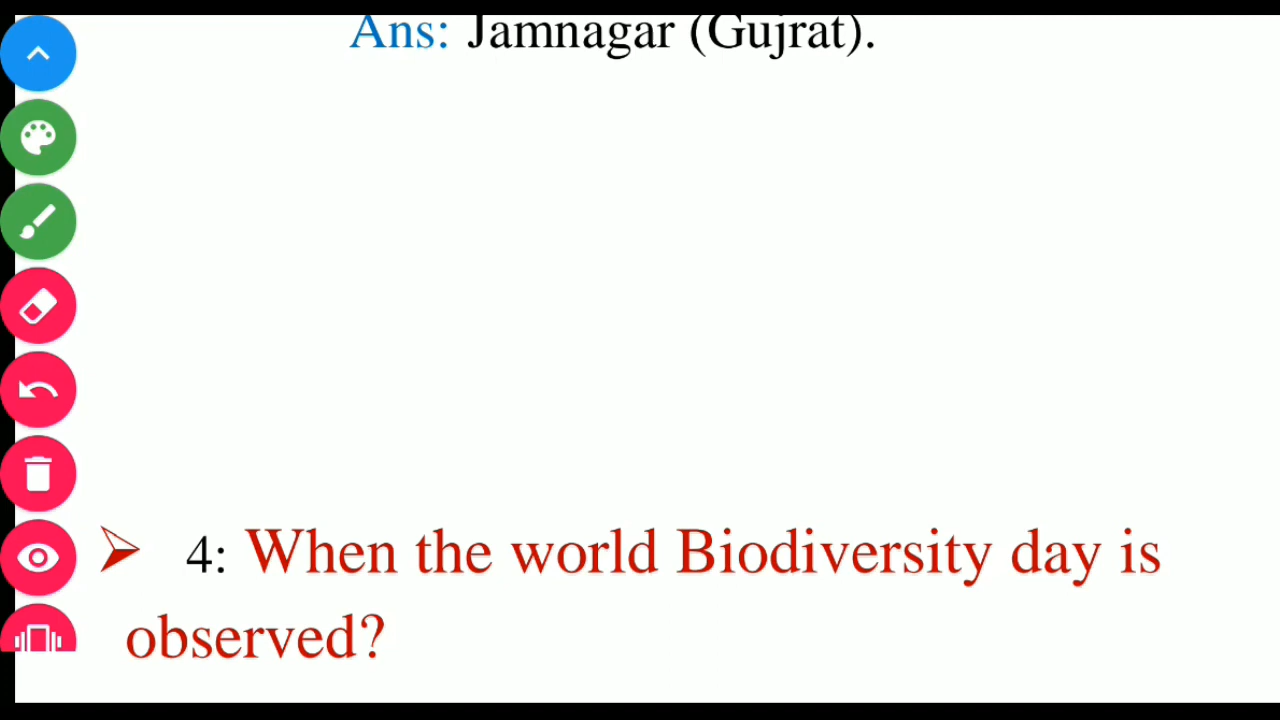 Ans: Jamnagar (Gujrat).
4: When the world Biodiversity day is
observed?